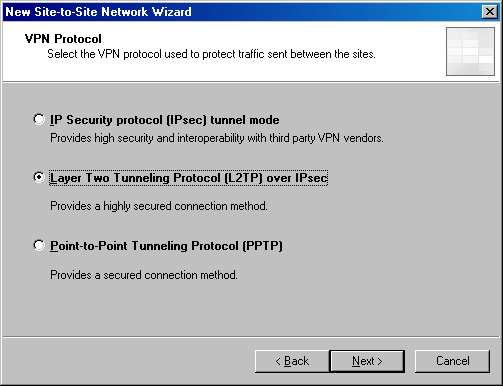 New Site-to-Site Network Wizard
VPN Protocol
Select the VPN protocol used to protect traffic sent between the sites.
IP Security protocol (IPsec) tunnel mode
Provides high security and interoperability with third party VPN vendors.
Layer Two Tunneling Protocol (L2TP) over IPsec
Provides a highly secured connection method.
Point-to-Point Tunneling Protocol (PPTP)
Provides a secured connection method.
< Back Next > Cancel